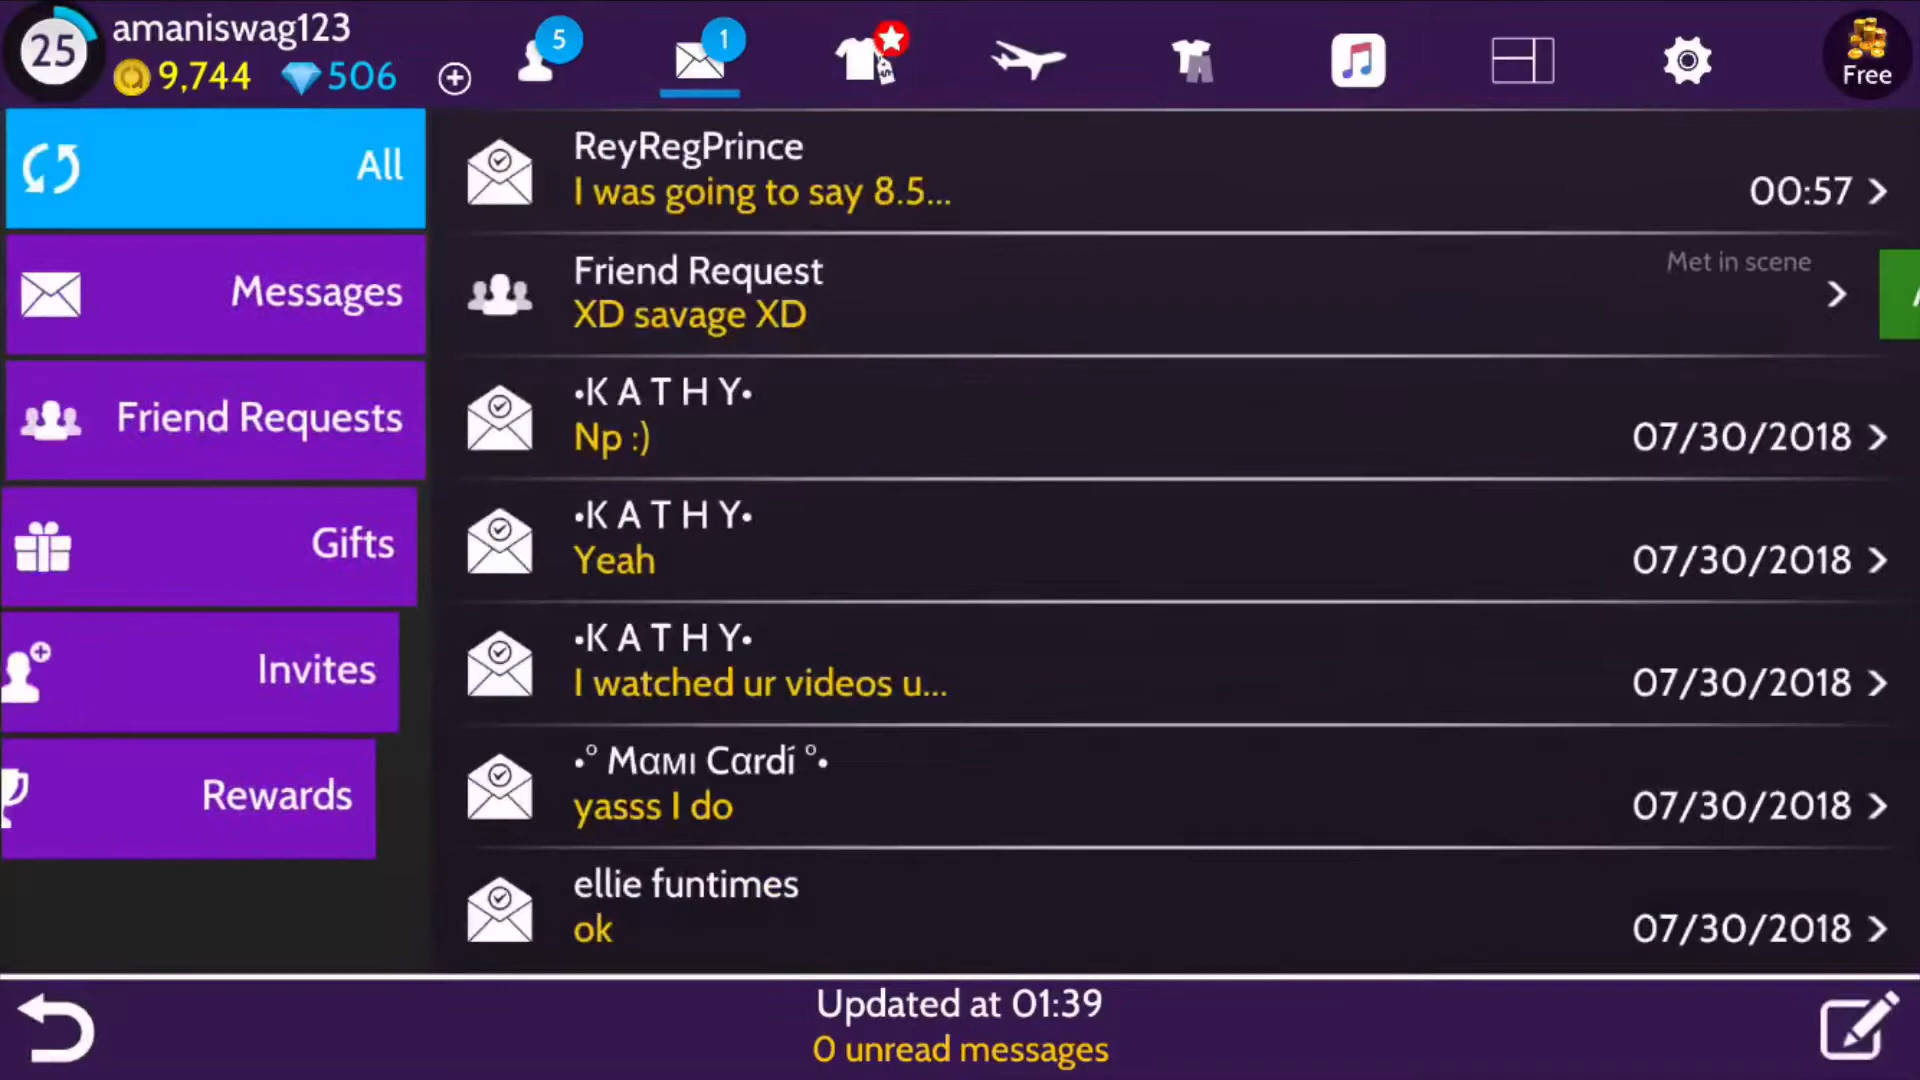 25
amaniswag123
9,744
506
5
1
Free
All
Messages
Friend Requests
Gifts
Invites
Rewards
ReyRegPrince
I was going to say 8.5...
00:57
Friend Request
XD savage XD
Met in scene
•K A T H Y•
Np :)
07/30/2018
•K A T H Y•
Yeah
07/30/2018
•K A T H Y•
I watched ur videos u...
07/30/2018
•° Mαмι Cαrdí °•
yasss I do
07/30/2018
ellie funtimes
ok
07/30/2018
Updated at 01:39
0 unread messages